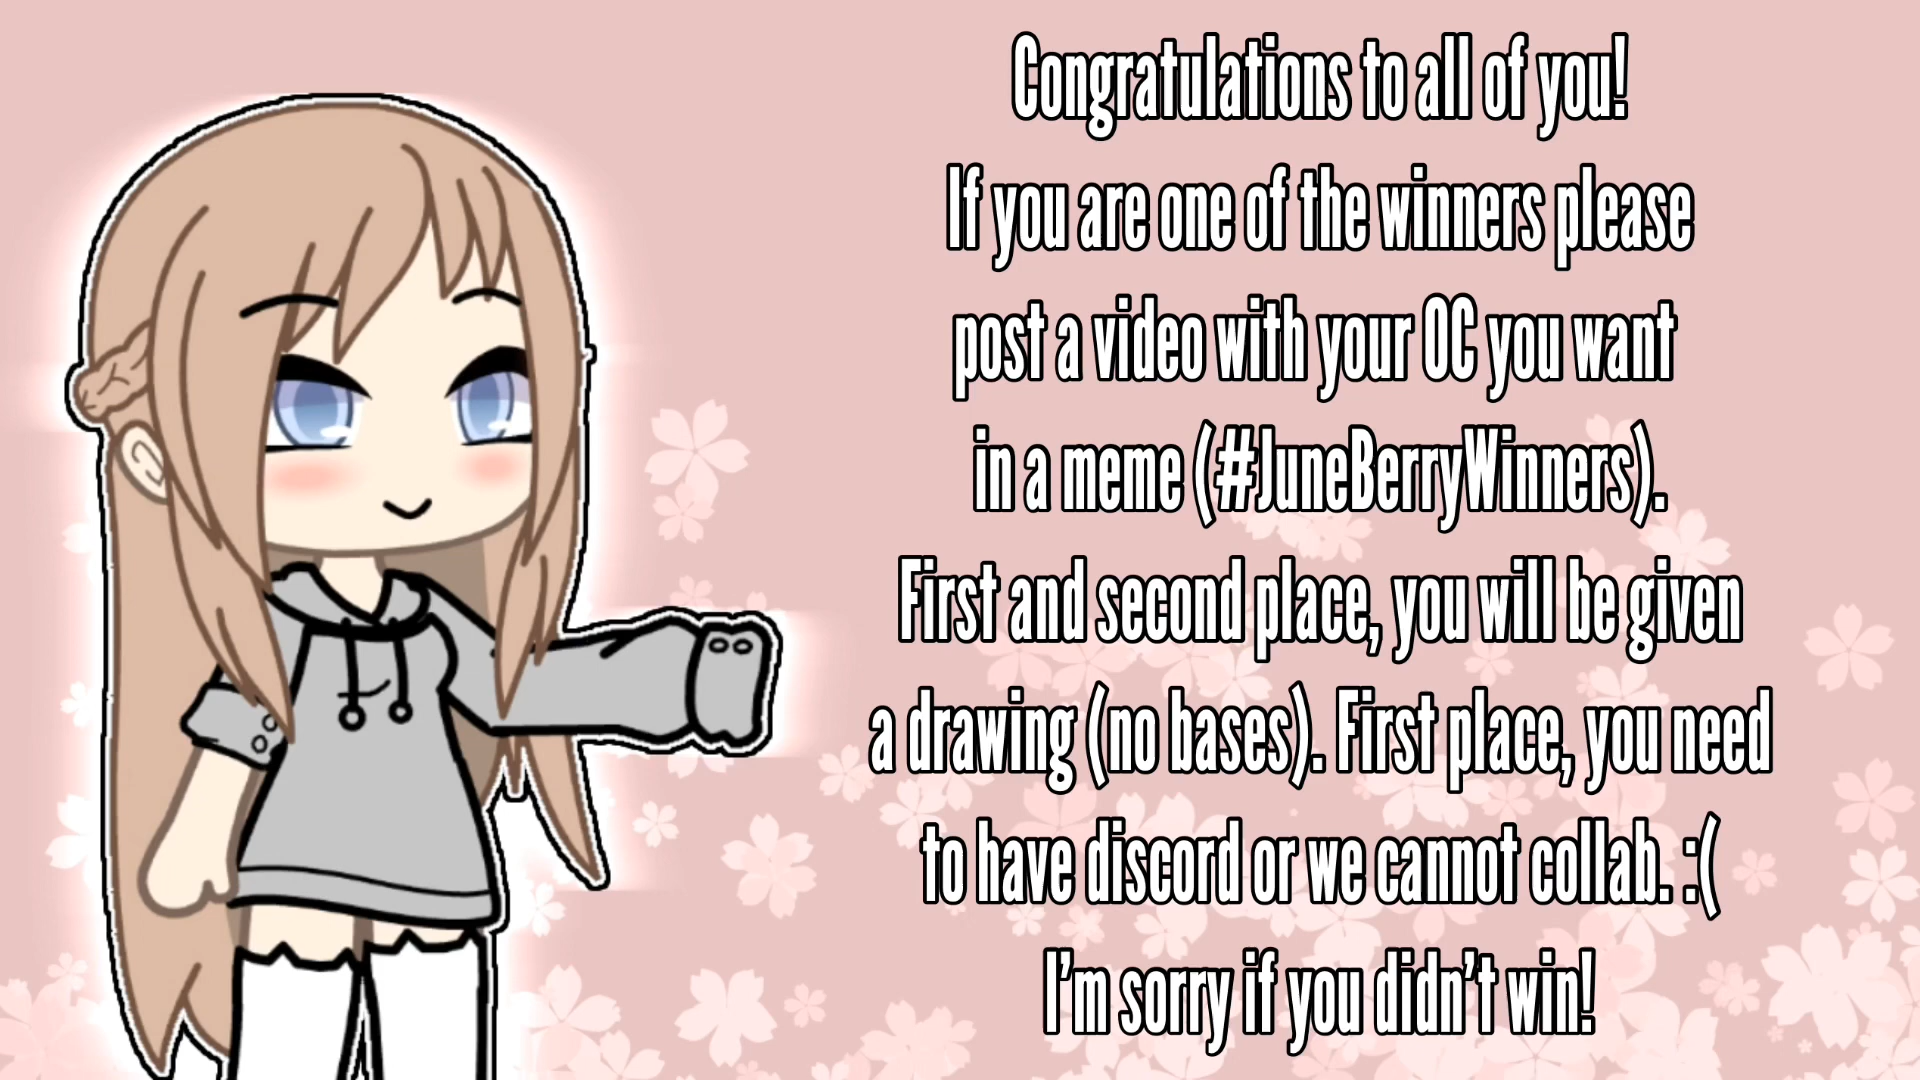 Congratulations to all of you!
If you are one of the winners please
post a video with your OC you want
in a meme (#JuneBerryWinners).
First and second place, you will be given
a drawing (no bases). First place, you need
to have discord or we cannot collab. :(
I'm sorry if you didn't win!